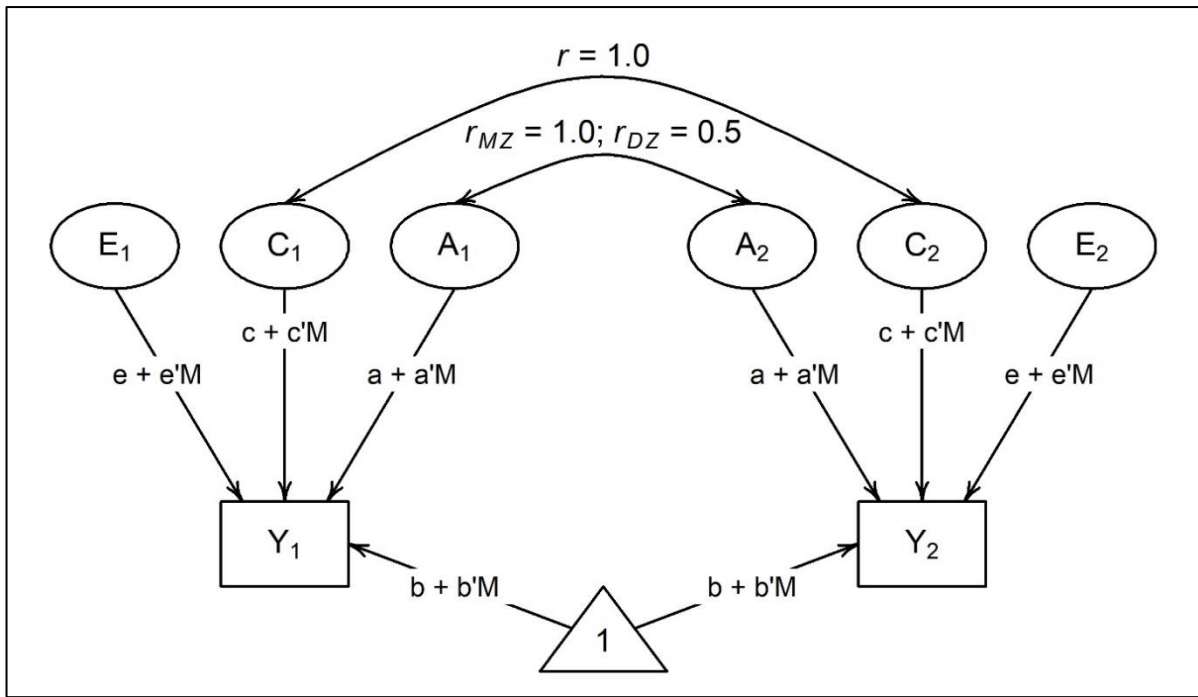 r = 1.0
r_MZ = 1.0; r_DZ = 0.5
E₁ C₁ A₁ A₂ C₂ E₂
c + c'M c + c'M
e + e'M a + a'M a + a'M e + e'M
Y₁ Y₂
b + b'M b + b'M
1